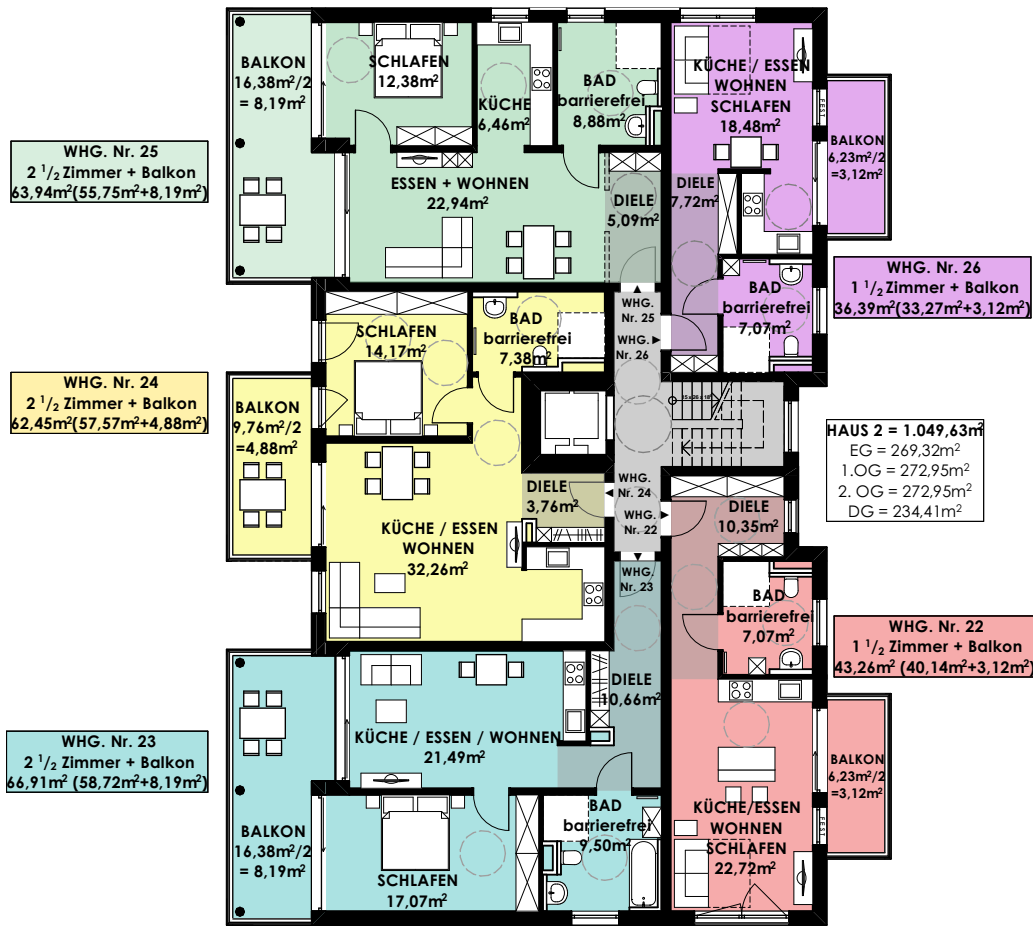 BALKON
16,38m²/2
= 8,19m²
SCHLAFEN
12,38m²
KÜCHE
6,46m²
BAD
barrierefrei
8,88m²
KÜCHE / ESSEN
WOHNEN
SCHLAFEN
18,48m²
FEST
BALKON
6,23m²/2
=3,12m²
WHG. Nr. 25
2 1/2 Zimmer + Balkon
63,94m²(55,75m²+8,19m²)
ESSEN + WOHNEN
22,94m²
DIELE
5,09m²
DIELE
7,72m²
WHG. Nr. 26
1 1/2 Zimmer + Balkon
36,39m²(33,27m²+3,12m²)
BAD
barrierefrei
7,07m²
WHG.
Nr. 25
WHG.
Nr. 26
SCHLAFEN
14,17m²
BAD
barrierefrei
7,38m²
WHG. Nr. 24
2 1/2 Zimmer + Balkon
62,45m²(57,57m²+4,88m²)
BALKON
9,76m²/2
=4,88m²
HAUS 2 = 1.049,63m²
EG = 269,32m²
1.OG = 272,95m²
2. OG = 272,95m²
DG = 234,41m²
DIELE
3,76m²
WHG.
Nr. 24
WHG.
Nr. 22
DIELE
10,35m²
KÜCHE / ESSEN
WOHNEN
32,26m²
WHG.
Nr. 23
BAD
barrierefrei
7,07m²
WHG. Nr. 22
1 1/2 Zimmer + Balkon
43,26m² (40,14m²+3,12m²)
DIELE
10,66m²
WHG. Nr. 23
2 1/2 Zimmer + Balkon
66,91m² (58,72m²+8,19m²)
KÜCHE / ESSEN / WOHNEN
21,49m²
BALKON
6,23m²/2
=3,12m²
FEST
BALKON
16,38m²/2
= 8,19m²
BAD
barrierefrei
9,50m²
KÜCHE/ESSEN
WOHNEN
SCHLAFEN
22,72m²
SCHLAFEN
17,07m²